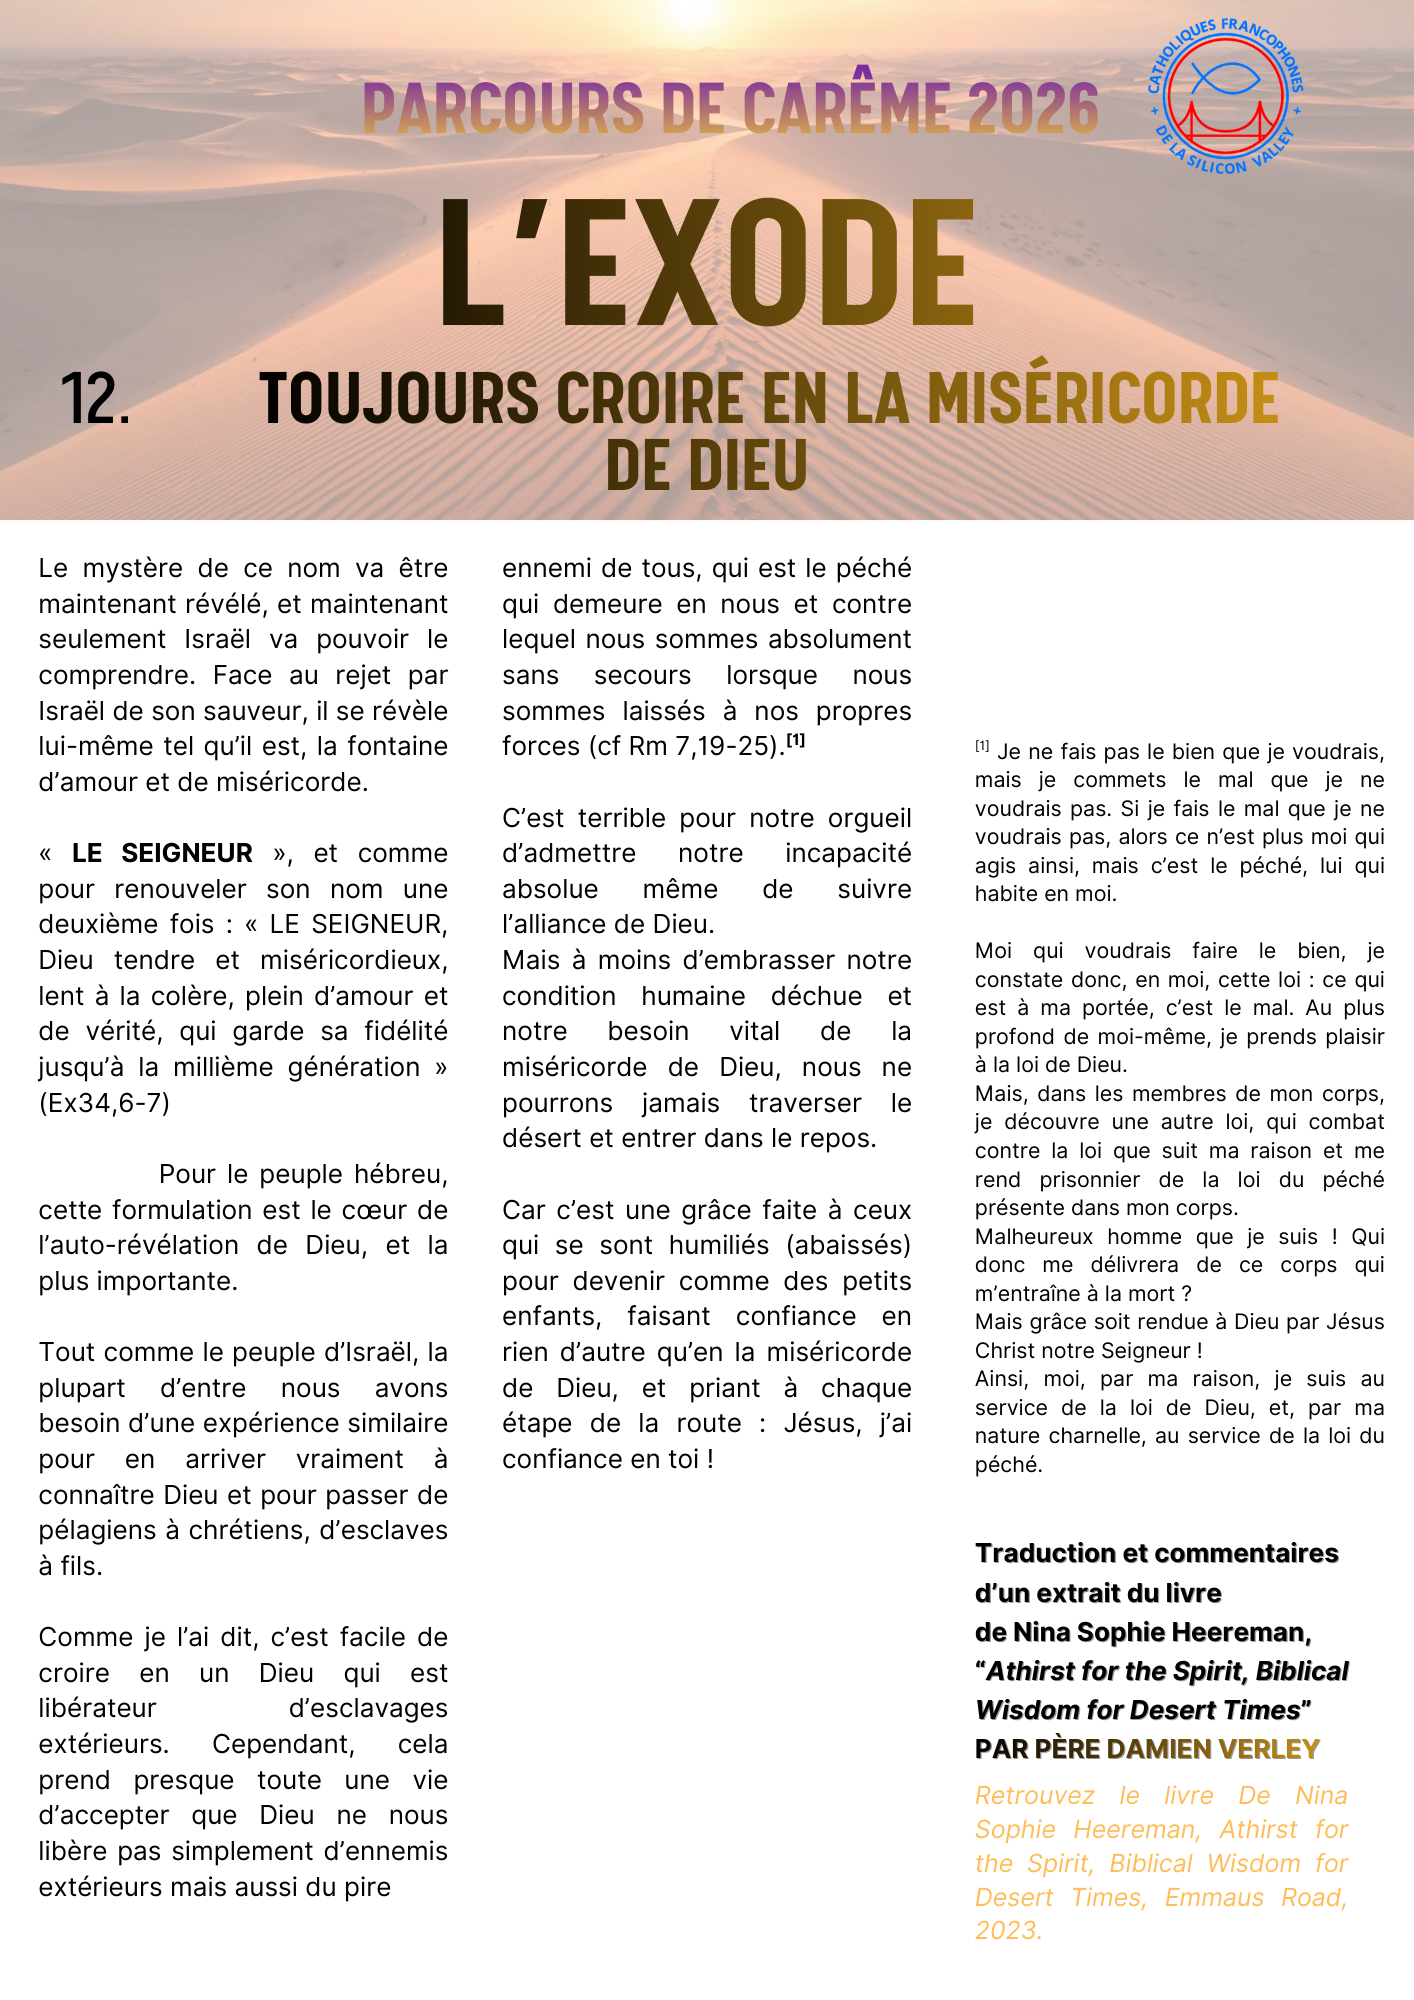 CATHOLIQUES FRANCOPHONES
+ DE LA SILICON VALLEY +
PARCOURS DE CARÊME 2026
L’EXODE
12. TOUJOURS CROIRE EN LA MISÉRICORDE
DE DIEU
Le mystère de ce nom va être
maintenant révélé, et maintenant
seulement Israël va pouvoir le
comprendre. Face au rejet par
Israël de son sauveur, il se révèle
lui-même tel qu’il est, la fontaine
d’amour et de miséricorde.
« LE SEIGNEUR », et comme
pour renouveler son nom une
deuxième fois : « LE SEIGNEUR,
Dieu tendre et miséricordieux,
lent à la colère, plein d’amour et
de vérité, qui garde sa fidélité
jusqu’à la millième génération »
(Ex34,6-7)
Pour le peuple hébreu,
cette formulation est le cœur de
l’auto-révélation de Dieu, et la
plus importante.
Tout comme le peuple d’Israël, la
plupart d’entre nous avons
besoin d’une expérience similaire
pour en arriver vraiment à
connaître Dieu et pour passer de
pélagiens à chrétiens, d’esclaves
à fils.
Comme je l’ai dit, c’est facile de
croire en un Dieu qui est
libérateur d’esclavages
extérieurs. Cependant, cela
prend presque toute une vie
d’accepter que Dieu ne nous
libère pas simplement d’ennemis
extérieurs mais aussi du pire
ennemi de tous, qui est le péché
qui demeure en nous et contre
lequel nous sommes absolument
sans secours lorsque nous
sommes laissés à nos propres
forces (cf Rm 7,19-25).[1]
C’est terrible pour notre orgueil
d’admettre notre incapacité
absolue même de suivre
l’alliance de Dieu.
Mais à moins d’embrasser notre
condition humaine déchue et
notre besoin vital de la
miséricorde de Dieu, nous ne
pourrons jamais traverser le
désert et entrer dans le repos.
Car c’est une grâce faite à ceux
qui se sont humiliés (abaissés)
pour devenir comme des petits
enfants, faisant confiance en
rien d’autre qu’en la miséricorde
de Dieu, et priant à chaque
étape de la route : Jésus, j’ai
confiance en toi !
[1] Je ne fais pas le bien que je voudrais,
mais je commets le mal que je ne
voudrais pas. Si je fais le mal que je ne
voudrais pas, alors ce n’est plus moi qui
agis ainsi, mais c’est le péché, lui qui
habite en moi.
Moi qui voudrais faire le bien, je
constate donc, en moi, cette loi : ce qui
est à ma portée, c’est le mal. Au plus
profond de moi-même, je prends plaisir
à la loi de Dieu.
Mais, dans les membres de mon corps,
je découvre une autre loi, qui combat
contre la loi que suit ma raison et me
rend prisonnier de la loi du péché
présente dans mon corps.
Malheureux homme que je suis ! Qui
donc me délivrera de ce corps qui
m’entraîne à la mort ?
Mais grâce soit rendue à Dieu par Jésus
Christ notre Seigneur !
Ainsi, moi, par ma raison, je suis au
service de la loi de Dieu, et, par ma
nature charnelle, au service de la loi du
péché.
Traduction et commentaires
d’un extrait du livre
de Nina Sophie Heereman,
“Athirst for the Spirit, Biblical
Wisdom for Desert Times”
PAR PÈRE DAMIEN VERLEY
Retrouvez le livre De Nina
Sophie Heereman, Athirst for
the Spirit, Biblical Wisdom for
Desert Times, Emmaus Road,
2023.